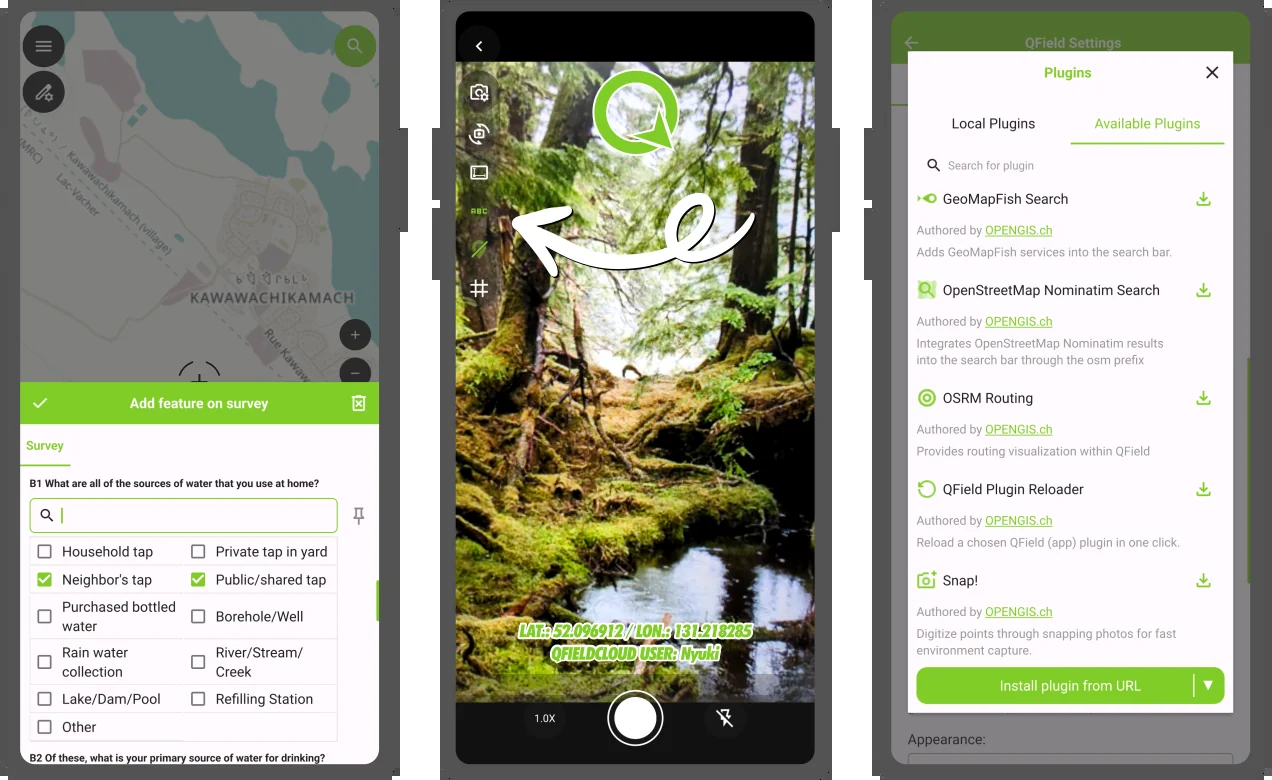 (MRC)
Lac-Vacher
Kawawachikamach (village)
KAWAWACHIKAMACH
Rue Kawaw
Add feature on survey
Survey
B1 What are all of the sources of water that you use at home?
Household tap
Private tap in yard
Neighbor's tap
Public/shared tap
Purchased bottled
water
Borehole/Well
Rain water
collection
River/Stream/
Creek
Lake/Dam/Pool
Refilling Station
Other
B2 Of these, what is your primary source of water for drinking?
ABC
LAT.: 52.096912 / LON.: 131.218285
QFIELDCLOUD USER: Nyuki
1.0X
QField Settings
Plugins
Local Plugins
Available Plugins
Search for plugin
GeoMapFish Search
Authored by OPENGIS.ch
Adds GeoMapFish services into the search bar.
OpenStreetMap Nominatim Search
Authored by OPENGIS.ch
Integrates OpenStreetMap Nominatim results
into the search bar through the osm prefix
OSRM Routing
Authored by OPENGIS.ch
Provides routing visualization within QField
QField Plugin Reloader
Authored by OPENGIS.ch
Reload a chosen QField (app) plugin in one click.
Snap!
Authored by OPENGIS.ch
Digitize points through snapping photos for fast
environment capture.
Install plugin from URL
Appearance: